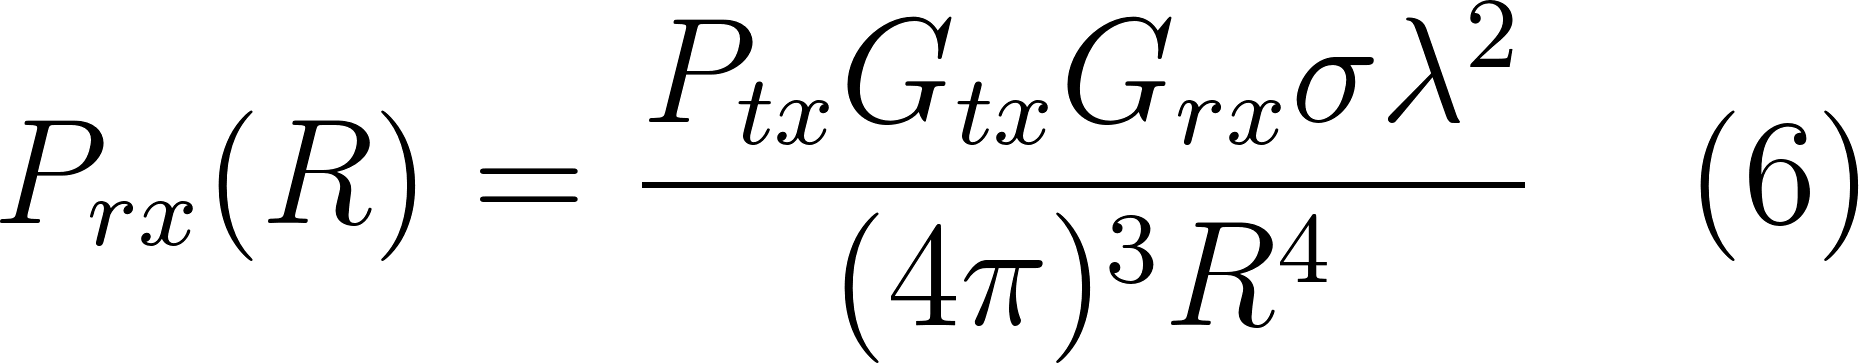 P_{rx}(R) = \frac{P_{tx} G_{tx} G_{rx} \sigma \lambda^2}{(4\pi)^3 R^4} (6)